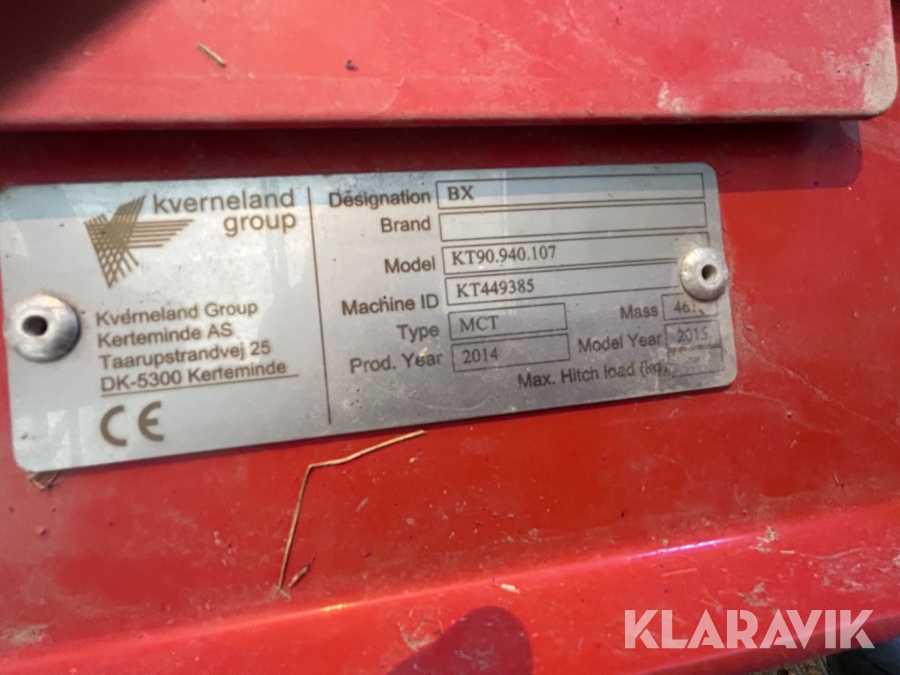 kverneland
group
Kverneland Group
Kerteminde AS
Taarupstrandvej 25
DK-5300 Kerteminde
CE
Designation BX
Brand
Model KT90.940.107
Machine ID KT449385
Type MCT Mass
Prod. Year 2014 Model Year 2015
Max. Hitch load (kg)
KLARAVIK